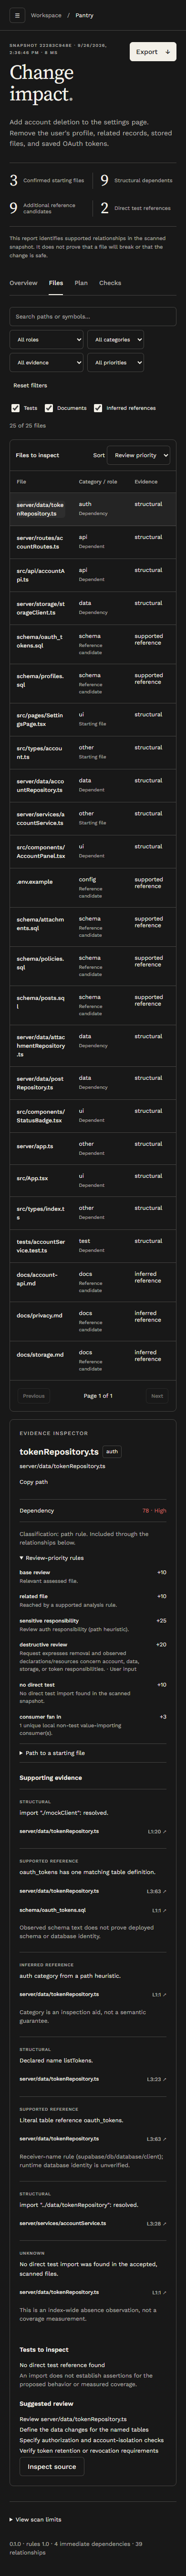 Workspace / Pantry
SNAPSHOT 22283C948E · 9/26/2026,
Export ↓
Change
impact.
Add account deletion to the settings page.
Remove the user's profile, related records, stored
files, and saved OAuth tokens.
3 Confirmed starting files
9 Structural dependents
9 Additional reference
candidates
2 Direct test references
This report identifies supported relationships in the scanned
snapshot. It does not prove that a file will break or that the
change is safe.
Overview Files Plan Checks
Search paths or symbols...
All roles All categories
All evidence All priorities
Reset filters
Tests Documents Inferred references
25 of 25 files
Files to inspect Sort Review priority
File Category / role Evidence
server/data/toke auth structural
nRepository.ts Dependency
server/routes/ac api structural
countRoutes.ts Dependent
src/api/accountA api structural
pi.ts Dependent
server/storage/st data structural
orageClient.ts Dependency
schema/oauth_t schema supported
okens.sql Reference reference
candidate
schema/profiles. schema supported
sql Reference reference
candidate
src/pages/Settin ui structural
gsPage.tsx Starting file
src/types/accou other structural
nt.ts Starting file
server/data/acco data structural
untRepository.ts Dependent
server/services/a other structural
ccountService.ts Starting file
src/components/ ui structural
AccountPanel.tsx Dependent
.env.example config supported
Reference reference
candidate
schema/attachm schema supported
ents.sql Reference reference
candidate
schema/policies. schema supported
sql Reference reference
candidate
schema/posts.sq schema supported
l Reference reference
candidate
server/data/attac data structural
hmentRepository Dependency
.ts
server/data/post data structural
Repository.ts Dependency
src/components/ ui structural
StatusBadge.tsx Dependent
server/app.ts other structural
Dependent
src/App.tsx ui structural
Dependent
src/types/index.t other structural
s Dependent
tests/accountSer test structural
vice.test.ts Dependent
docs/account- docs inferred
api.md Reference reference
candidate
docs/privacy.md docs inferred
Reference reference
candidate
docs/storage.md docs inferred
Reference reference
candidate
Previous Page 1 of 1 Next
EVIDENCE INSPECTOR
tokenRepository.ts auth
server/data/tokenRepository.ts
Copy path
Dependency 78 · High
Classification: path rule. Included through the
relationships below.
▼ Review-priority rules
base review +10
Relevant assessed file.
related file +10
Reached by a supported analysis rule.
sensitive responsibility +25
Review auth responsibility (path heuristic).
destructive review +20
Request expresses removal and observed
declarations/resources concern account, data,
storage, or token responsibilities. · User input
no direct test +10
No direct test import found in the scanned
snapshot.
consumer fan in +3
1 unique local non-test value-importing
consumer(s).
▶ Path to a starting file
Supporting evidence
STRUCTURAL
import "./mockClient": resolved.
server/data/tokenRepository.ts L1:20 ↗
SUPPORTED REFERENCE
oauth_tokens has one matching table definition.
server/data/tokenRepository.ts L3:63 ↗
schema/oauth_tokens.sql L1:1 ↗
Observed schema text does not prove deployed
schema or database identity.
INFERRED REFERENCE
auth category from a path heuristic.
server/data/tokenRepository.ts L1:1 ↗
Category is an inspection aid, not a semantic
guarantee.
STRUCTURAL
Declared name listTokens.
server/data/tokenRepository.ts L3:23 ↗
SUPPORTED REFERENCE
Literal table reference oauth_tokens.
server/data/tokenRepository.ts L3:63 ↗
Receiver-name rule (supabase/db/database/client);
runtime database identity is unverified.
STRUCTURAL
import "../data/tokenRepository": resolved.
server/services/accountService.ts L3:28 ↗
UNKNOWN
No direct test import was found in the accepted,
scanned files.
server/data/tokenRepository.ts L1:1 ↗
This is an index-wide absence observation, not a
coverage measurement.
Tests to inspect
No direct test reference found
An import does not establish assertions for the
proposed behavior or measured coverage.
Suggested review
Review server/data/tokenRepository.ts
Define the data changes for the named tables
Specify authorization and account-isolation checks
Verify token retention or revocation requirements
Inspect source
▶ View scan limits
0.1.0 · rules 1.0 · 4 immediate dependencies · 39
relationships